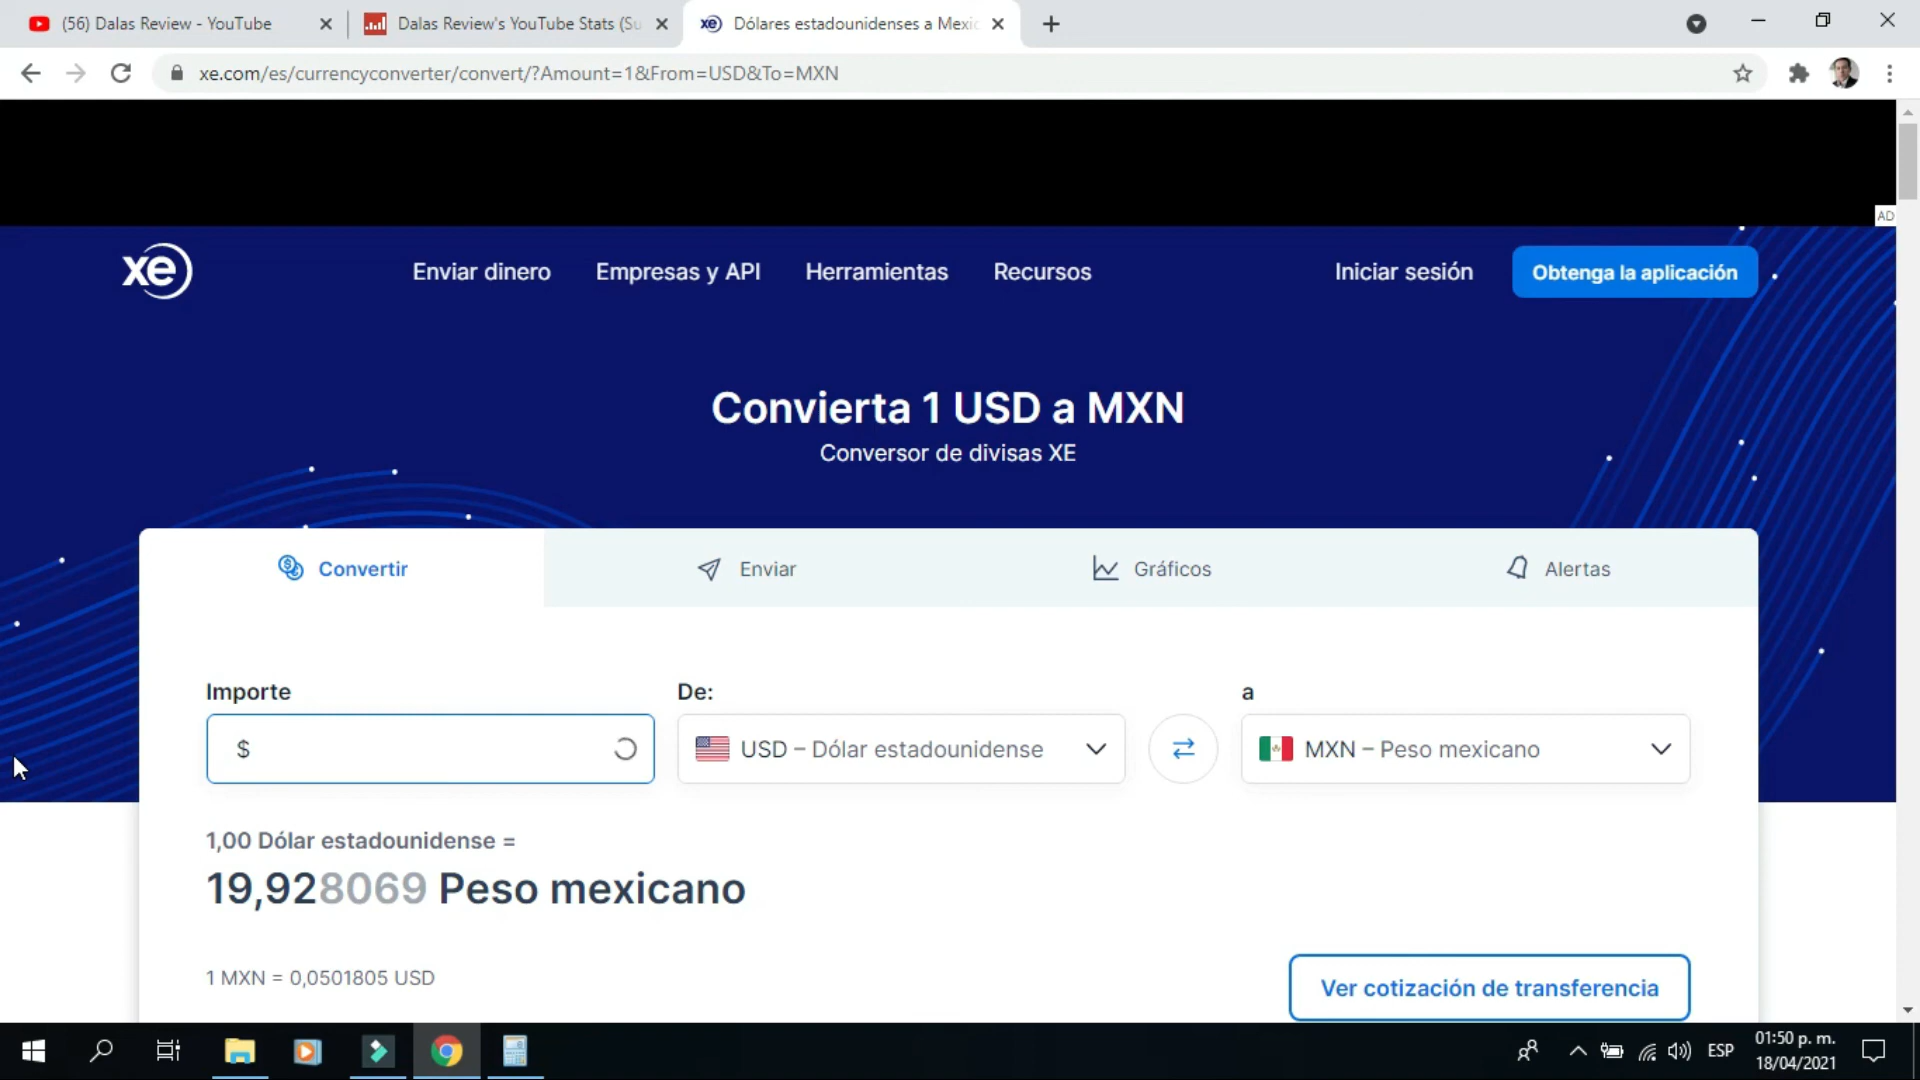 (56) Dalas Review - YouTube
Dalas Review's YouTube Stats (Su
Dólares estadounidenses a Mexic
xe.com/es/currencyconverter/convert/?Amount=1&From=USD&To=MXN
AD
xe
Enviar dinero
Empresas y API
Herramientas
Recursos
Iniciar sesión
Obtenga la aplicación
Convierta 1 USD a MXN
Conversor de divisas XE
Convertir
Enviar
Gráficos
Alertas
Importe
De:
a
$
USD – Dólar estadounidense
MXN – Peso mexicano
1,00 Dólar estadounidense =
19,928069 Peso mexicano
1 MXN = 0,0501805 USD
Ver cotización de transferencia
ESP
01:50 p. m.
18/04/2021